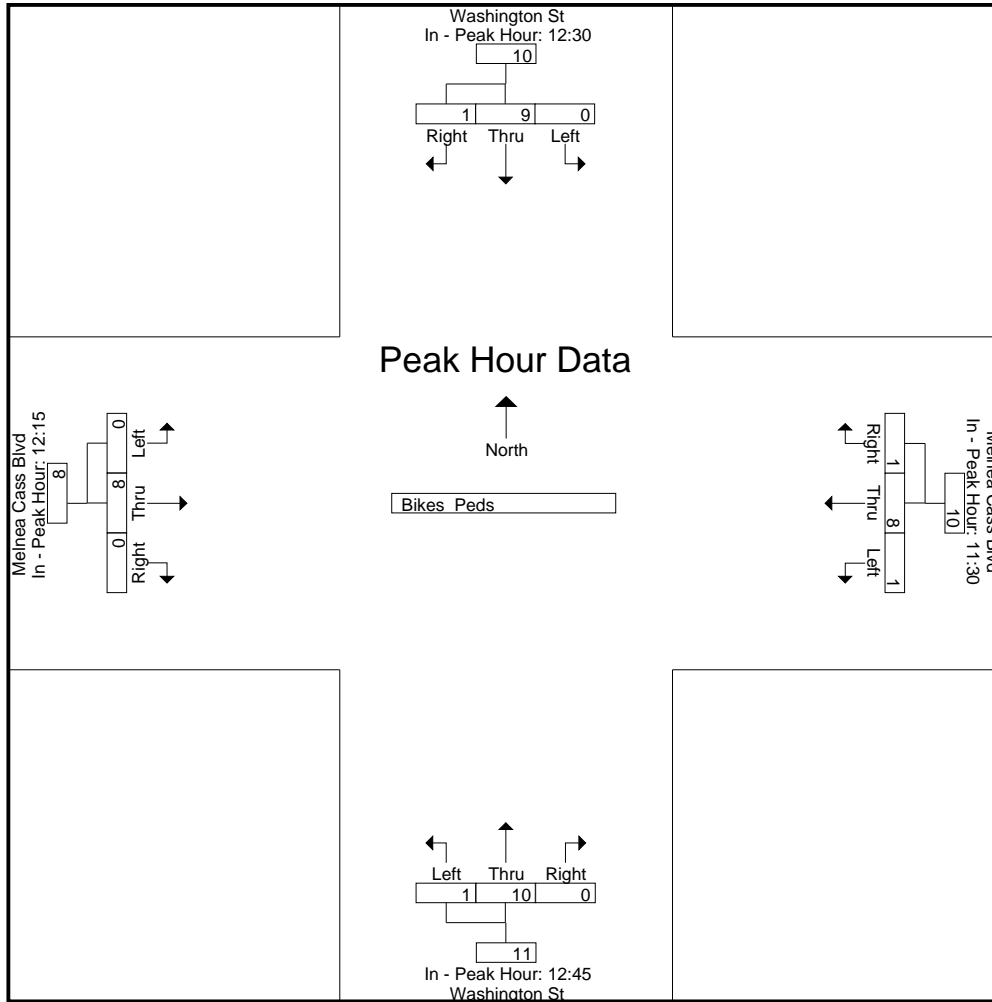 Washington St
In - Peak Hour: 12:30
10
1 9 0
Right Thru Left
Peak Hour Data
North
Bikes Peds
Melnea Cass Blvd
In - Peak Hour: 12:15
8
0 8 0
Left Thru Right
Melnea Cass Blvd
In - Peak Hour: 11:30
10
1 8 1
Right Thru Left
Left Thru Right
1 10 0
11
In - Peak Hour: 12:45
Washington St